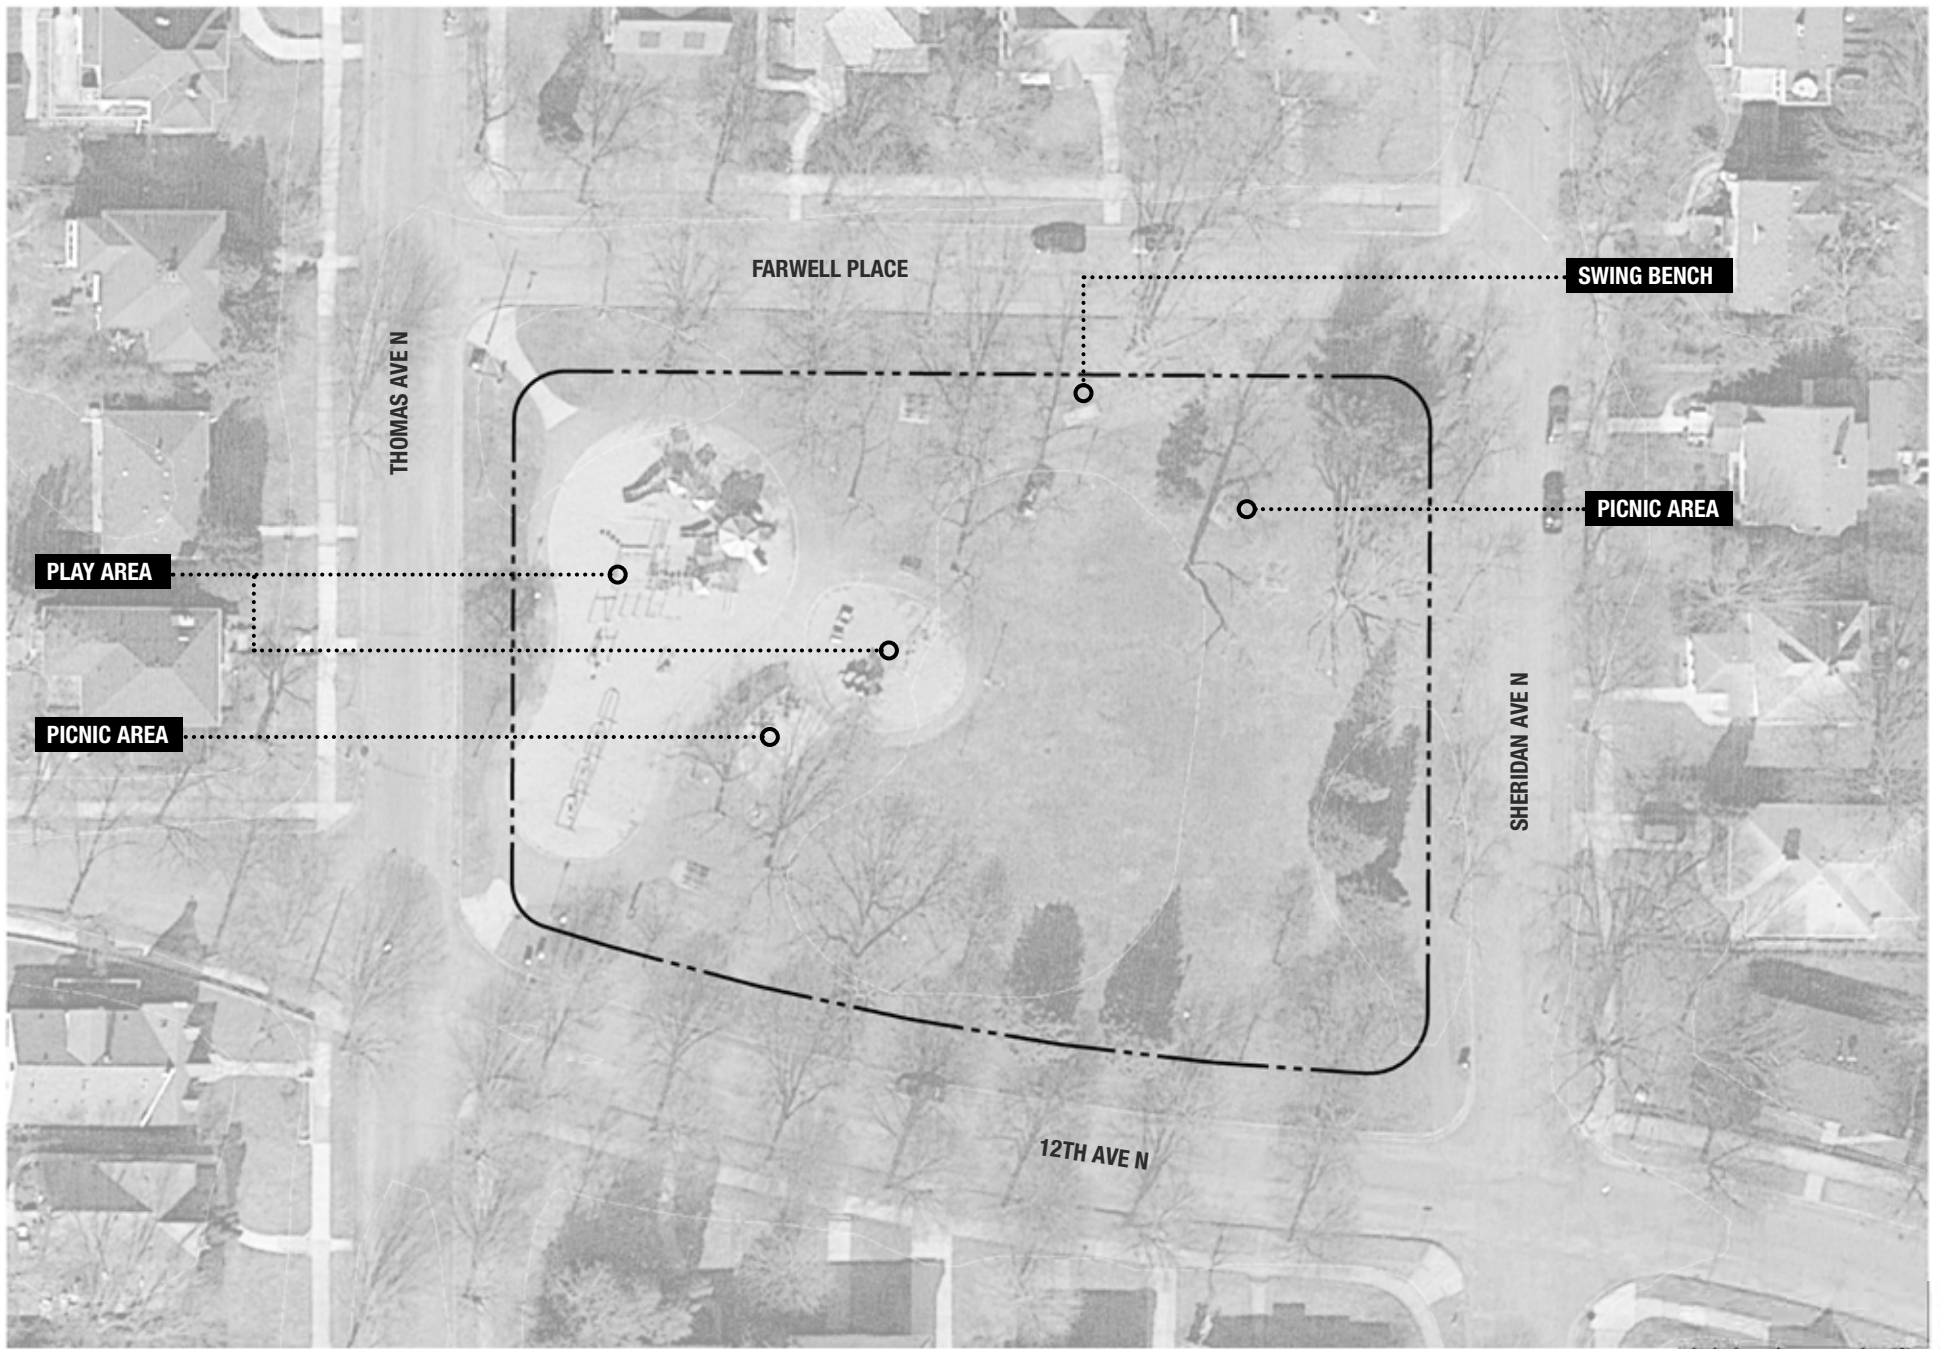 FARWELL PLACE
SWING BENCH
THOMAS AVE N
PICNIC AREA
PLAY AREA
PICNIC AREA
SHERIDAN AVE N
12TH AVE N